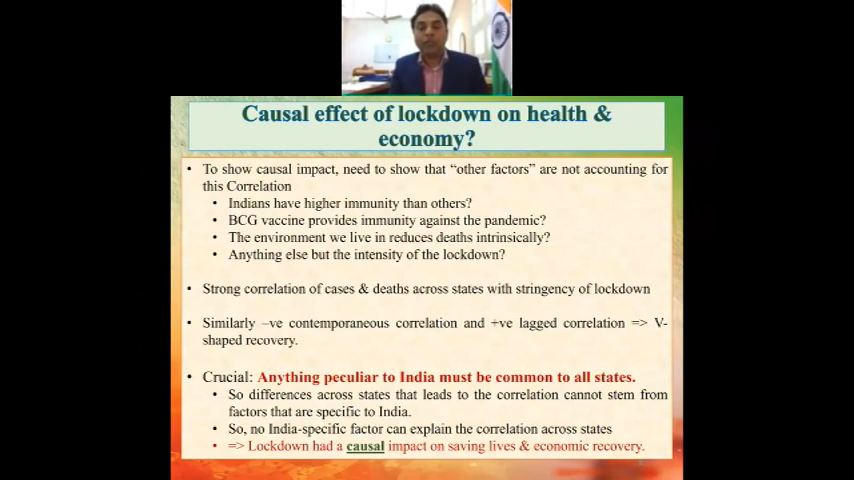 Causal effect of lockdown on health &
economy?
• To show causal impact, need to show that “other factors” are not accounting for
this Correlation
• Indians have higher immunity than others?
• BCG vaccine provides immunity against the pandemic?
• The environment we live in reduces deaths intrinsically?
• Anything else but the intensity of the lockdown?
• Strong correlation of cases & deaths across states with stringency of lockdown
• Similarly –ve contemporaneous correlation and +ve lagged correlation => V-
shaped recovery.
• Crucial: Anything peculiar to India must be common to all states.
• So differences across states that leads to the correlation cannot stem from
factors that are specific to India.
• So, no India-specific factor can explain the correlation across states
• => Lockdown had a causal impact on saving lives & economic recovery.